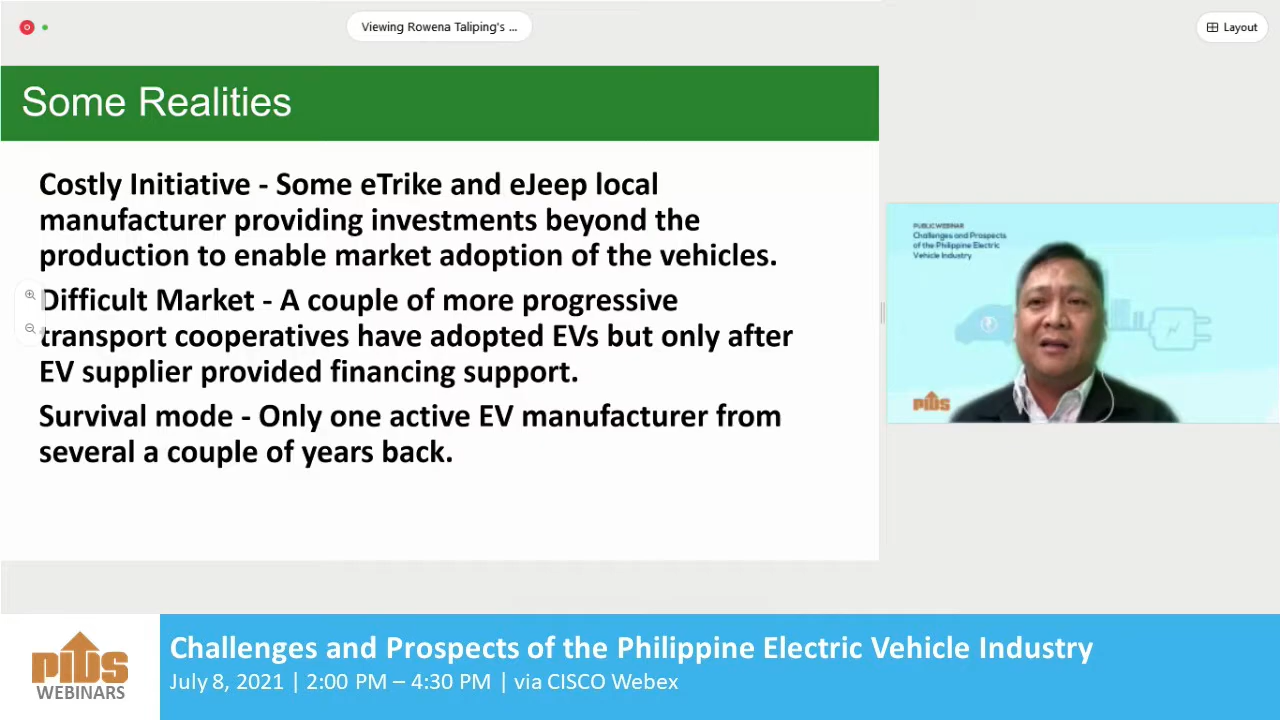 Viewing Rowena Taliping's ...
Layout
Some Realities
Costly Initiative - Some eTrike and eJeep local
manufacturer providing investments beyond the
production to enable market adoption of the vehicles.
Difficult Market - A couple of more progressive
transport cooperatives have adopted EVs but only after
EV supplier provided financing support.
Survival mode - Only one active EV manufacturer from
several a couple of years back.
PUBLIC WEBINAR
Challenges and Prospects
of the Philippine Electric
Vehicle Industry
PIDS
PIDS
WEBINARS
Challenges and Prospects of the Philippine Electric Vehicle Industry
July 8, 2021 | 2:00 PM – 4:30 PM | via CISCO Webex